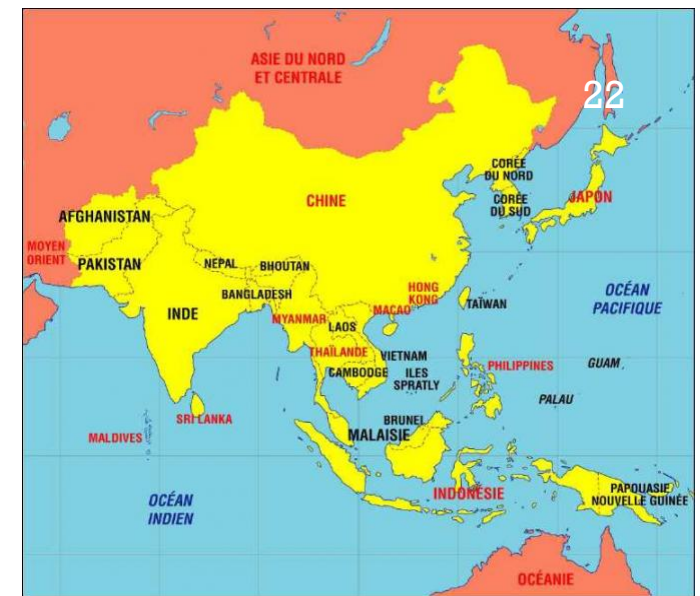 ASIE DU NORD
ET CENTRALE
22
CORÉE
DU NORD
CHINE
CORÉE
DU SUD
JAPON
AFGHANISTAN
MOYEN
ORIENT
PAKISTAN
NEPAL
BHOUTAN
INDE
BANGLADESH
HONG
KONG
MACAO
TAÏWAN
OCÉAN
PACIFIQUE
MYANMAR
LAOS
THAÏLANDE
VIETNAM
CAMBODGE
ILES
SPRATLY
PHILIPPINES
GUAM
PALAU
SRI LANKA
MALDIVES
BRUNEI
MALAISIE
INDONÉSIE
PAPOUASIE
NOUVELLE GUINÉE
OCÉAN
INDIEN
OCÉANIE